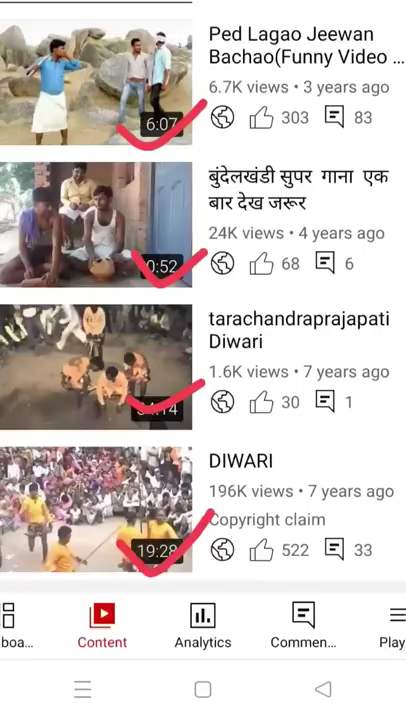 Ped Lagao Jeewan
Bachao(Funny Video ...
6.7K views • 3 years ago
6:07
303 83
बुंदेलखंडी सुपर गाना एक
बार देख जरूर
24K views • 4 years ago
0:52
68 6
tarachandraprajapati
Diwari
1.6K views • 7 years ago
30 1
DIWARI
196K views • 7 years ago
Copyright claim
19:28
522 33
boa... Content Analytics Commen... Play